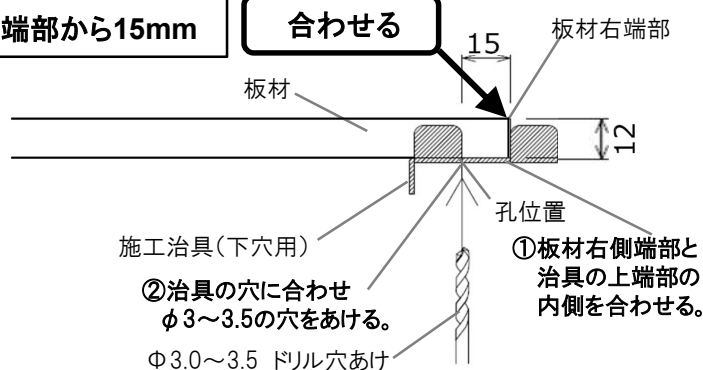 端部から15mm
合わせる
15
板材右端部
板材
12
孔位置
施工治具(下穴用)
①板材右側端部と
治具の上端部の
内側を合わせる。
②治具の穴に合わせ
φ3～3.5の穴をあける。
Φ3.0～3.5 ドリル穴あけ